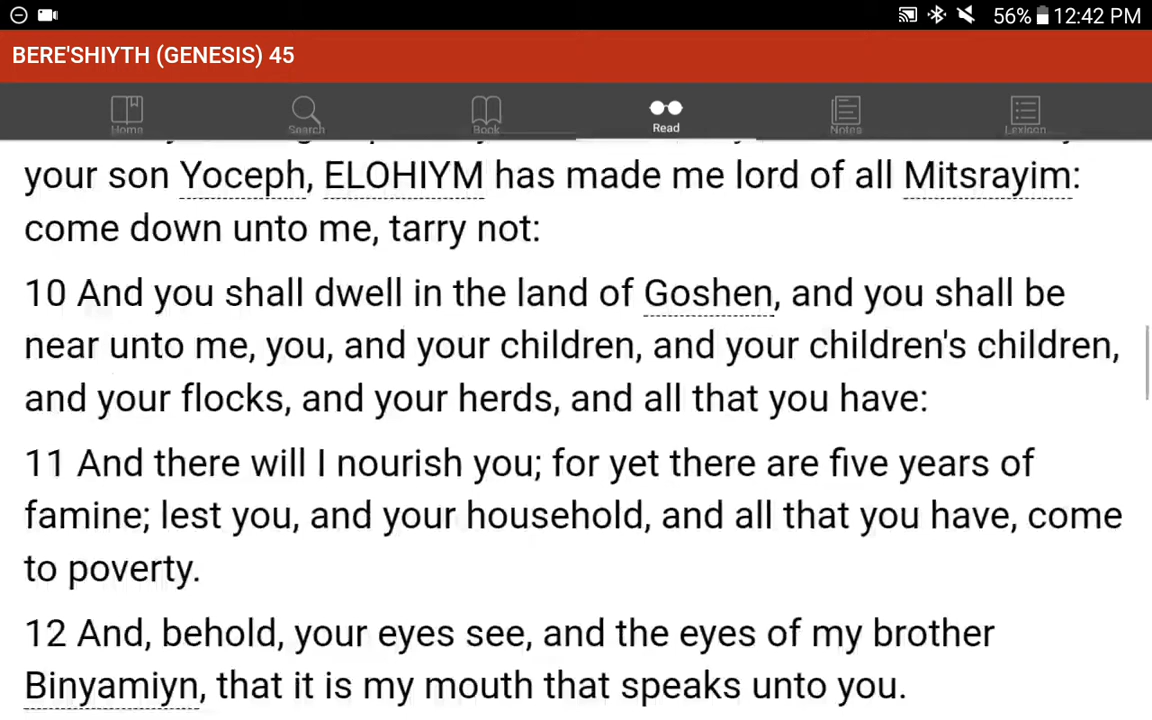 56% 12:42 PM
BERE'SHIYTH (GENESIS) 45
Home Search Book Read Notes Lexicon
your son Yoceph, ELOHIYM has made me lord of all Mitsrayim:
come down unto me, tarry not:
10 And you shall dwell in the land of Goshen, and you shall be
near unto me, you, and your children, and your children's children,
and your flocks, and your herds, and all that you have:
11 And there will I nourish you; for yet there are five years of
famine; lest you, and your household, and all that you have, come
to poverty.
12 And, behold, your eyes see, and the eyes of my brother
Binyamiyn, that it is my mouth that speaks unto you.